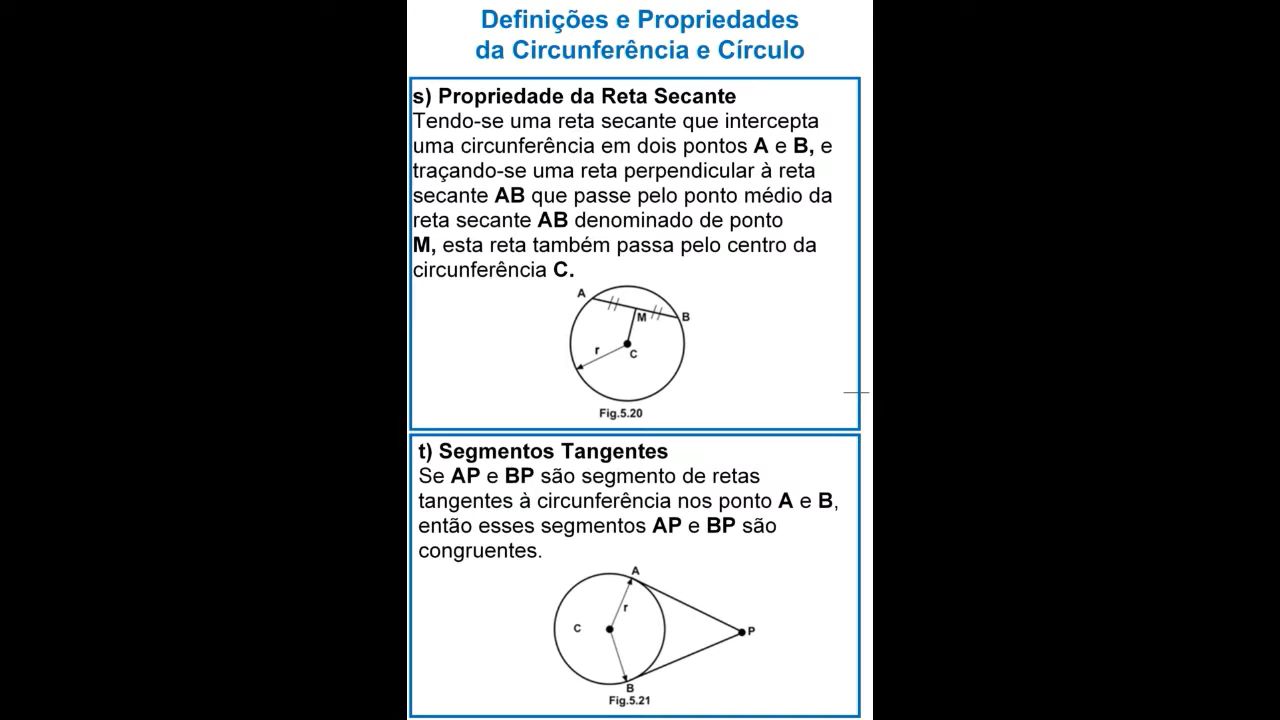 Definições e Propriedades
da Circunferência e Círculo
s) Propriedade da Reta Secante
Tendo-se uma reta secante que intercepta
uma circunferência em dois pontos A e B, e
traçando-se uma reta perpendicular à reta
secante AB que passe pelo ponto médio da
reta secante AB denominado de ponto
M, esta reta também passa pelo centro da
circunferência C.
A
M
B
r
C
Fig.5.20
t) Segmentos Tangentes
Se AP e BP são segmento de retas
tangentes à circunferência nos ponto A e B,
então esses segmentos AP e BP são
congruentes.
A
r
C
P
B
Fig.5.21